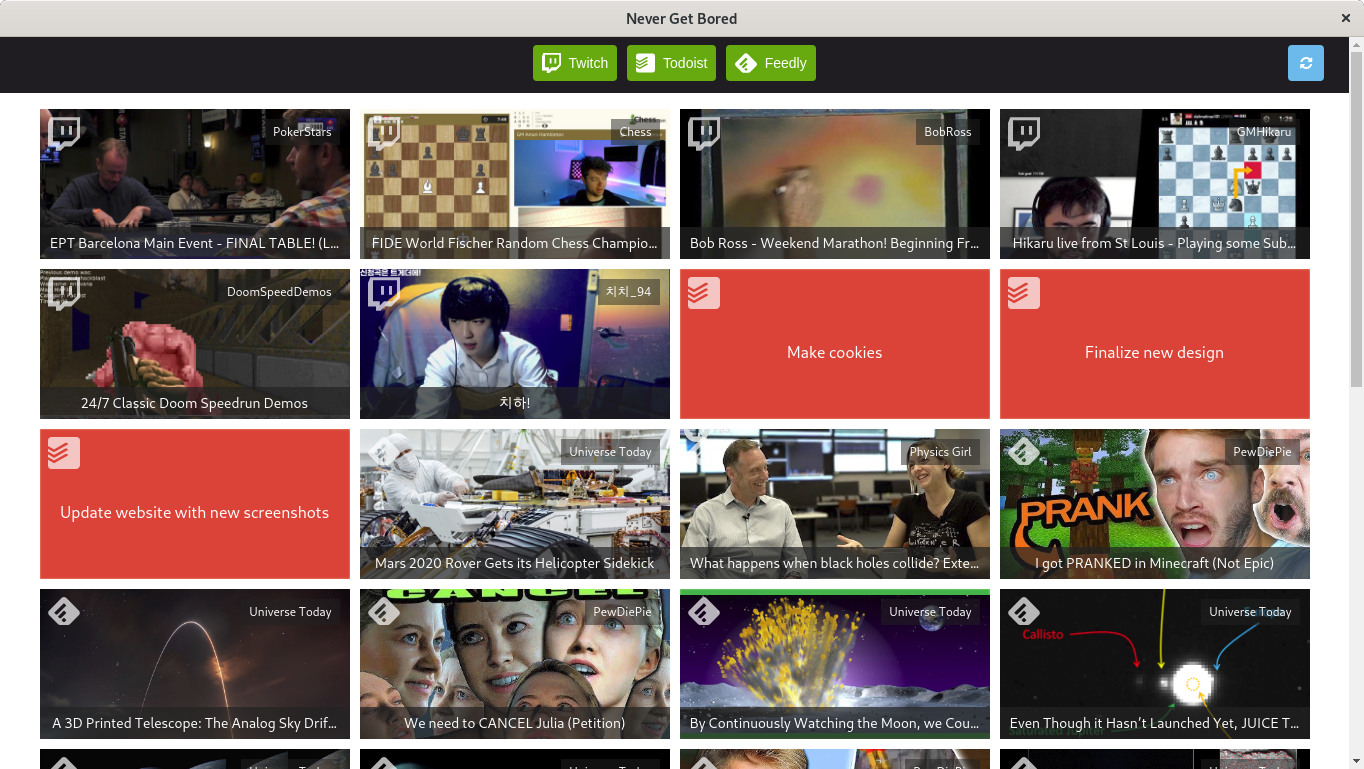 Never Get Bored
Twitch
Todoist
Feedly
PokerStars
EPT Barcelona Main Event - FINAL TABLE! (L...
Chess
FIDE World Fischer Random Chess Champio...
BobRoss
Bob Ross - Weekend Marathon! Beginning Fr...
GMHikaru
Hikaru live from St Louis - Playing some Sub...
DoomSpeedDemos
24/7 Classic Doom Speedrun Demos
치치_94
치하!
Make cookies
Finalize new design
Update website with new screenshots
Universe Today
Mars 2020 Rover Gets its Helicopter Sidekick
Physics Girl
What happens when black holes collide? Exte...
PewDiePie
PRANK
I got PRANKED in Minecraft (Not Epic)
Universe Today
A 3D Printed Telescope: The Analog Sky Drif...
CANCEL
PewDiePie
We need to CANCEL Julia (Petition)
Universe Today
By Continuously Watching the Moon, we Cou...
Universe Today
Callisto
Even Though it Hasn't Launched Yet, JUICE T...
Saturated Jupiter